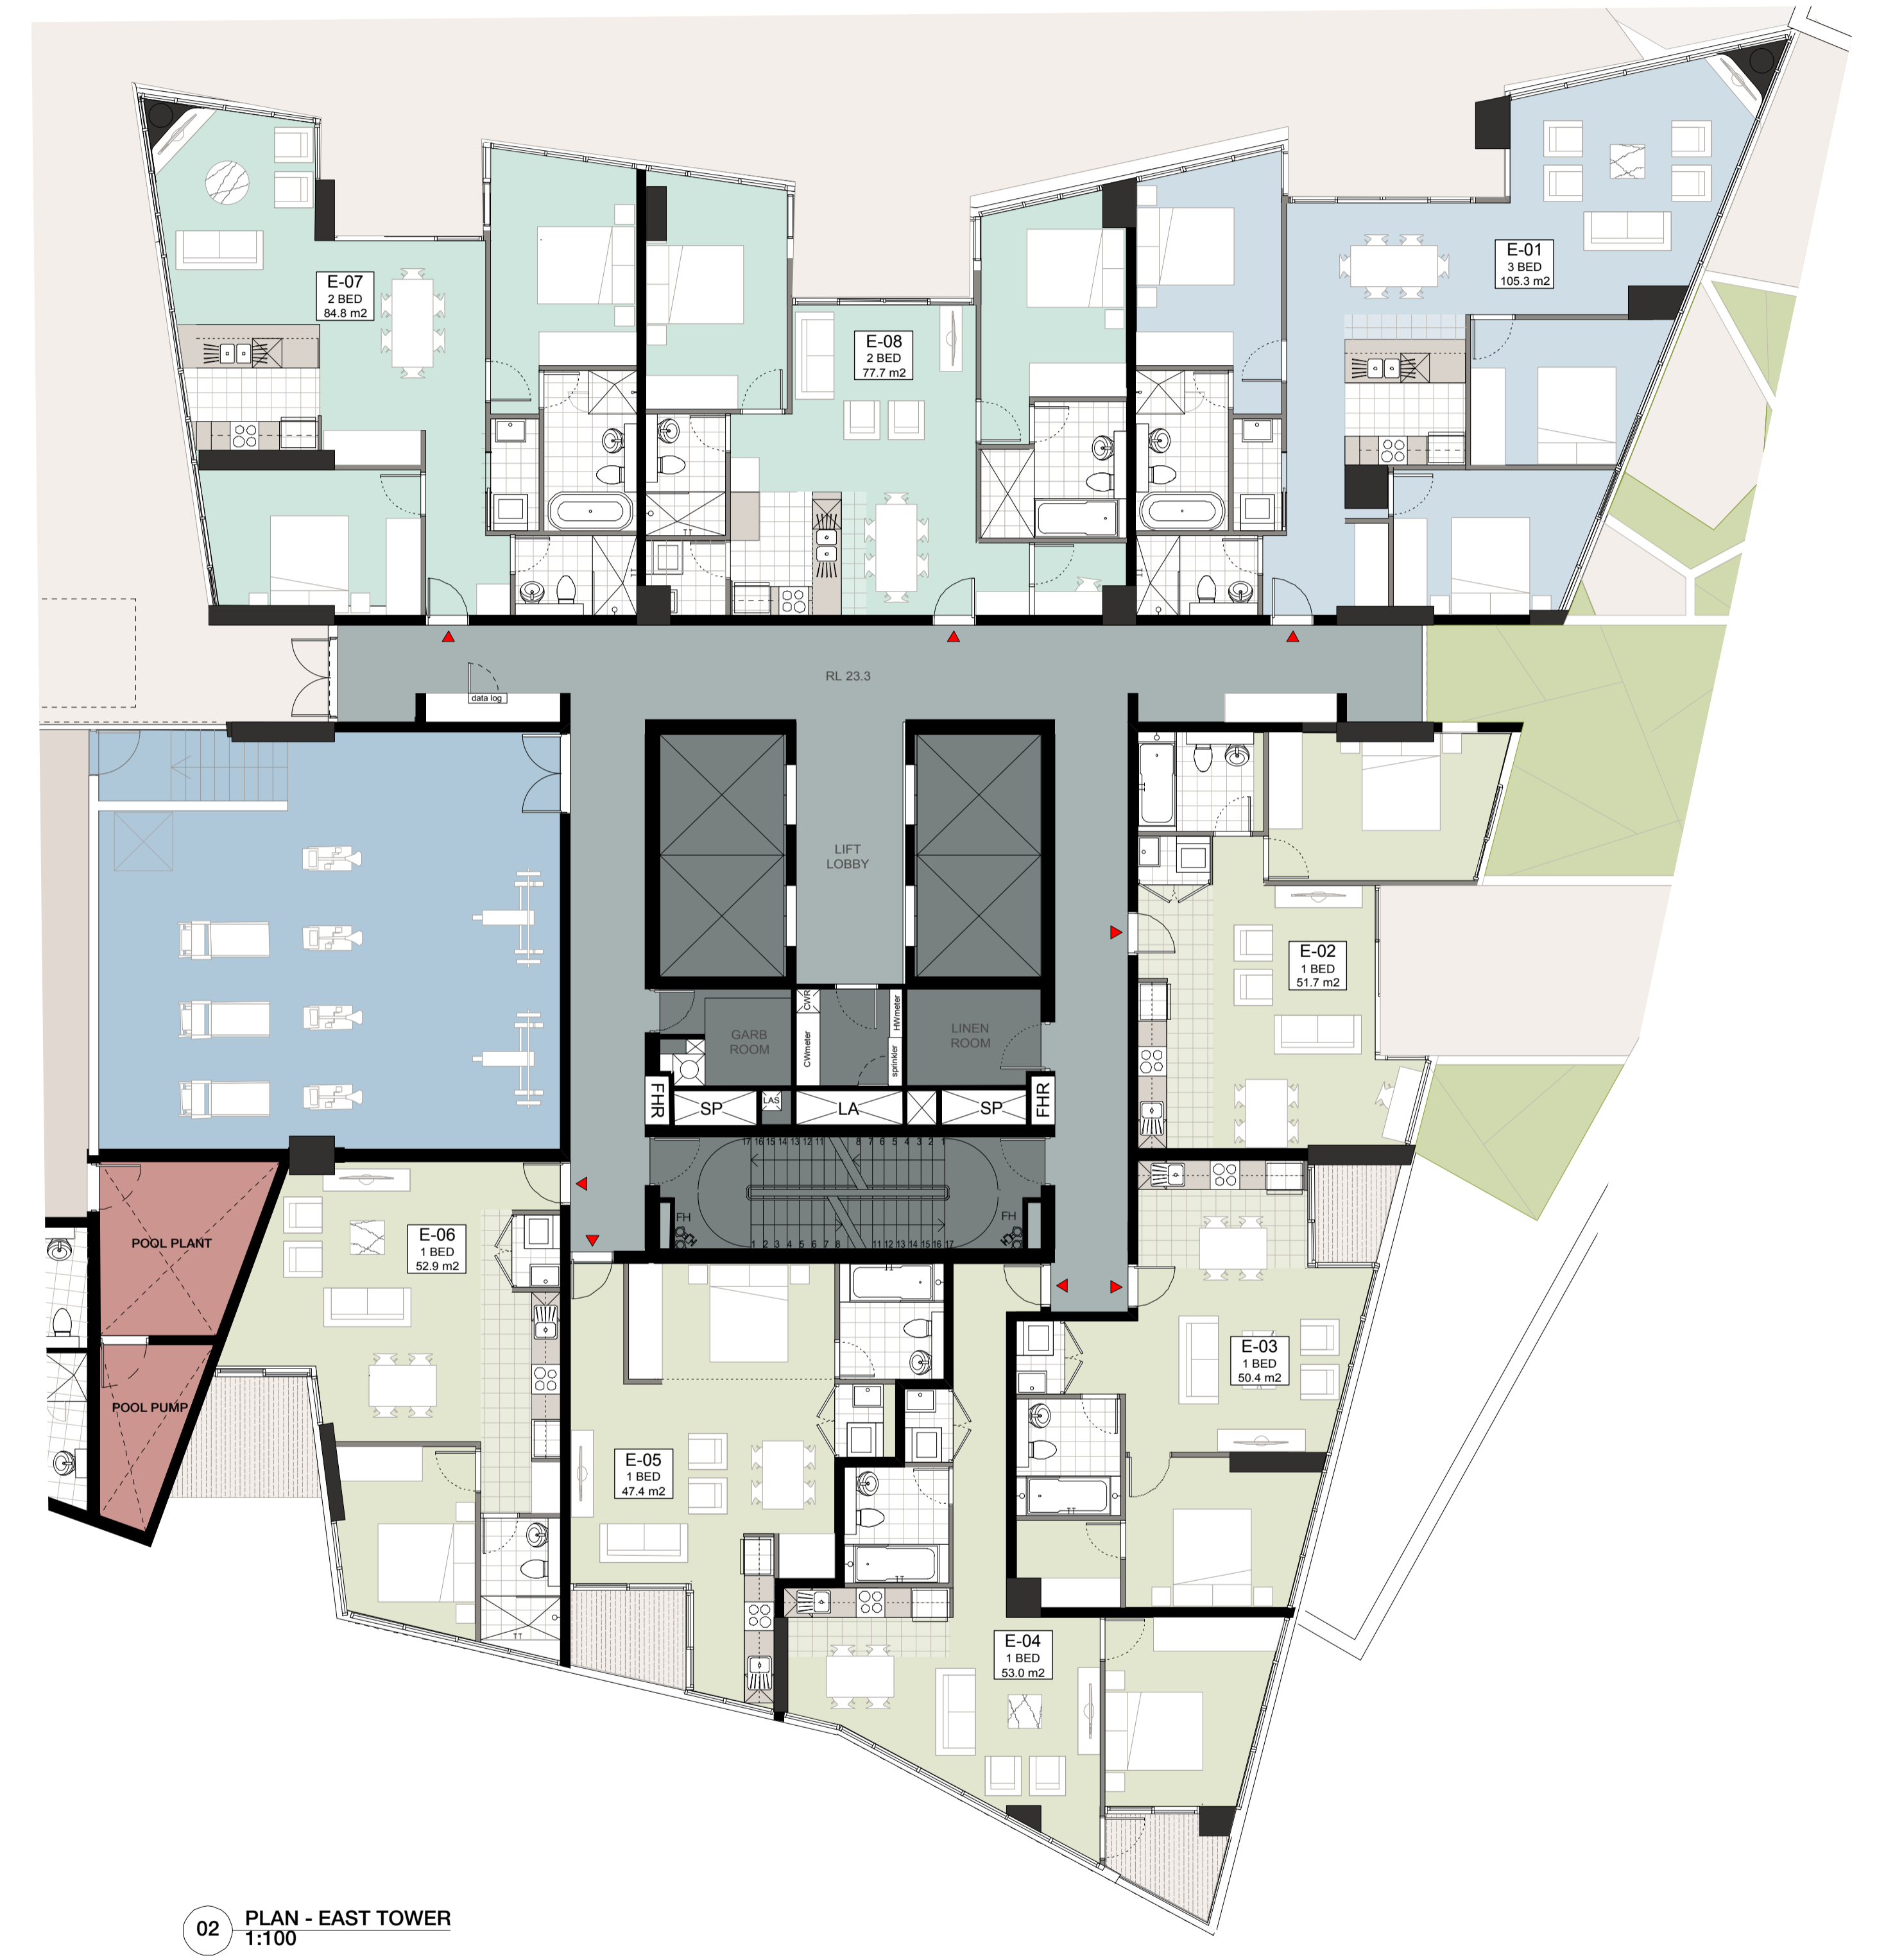 E-07
2 BED
84.8 m2
E-08
2 BED
77.7 m2
E-01
3 BED
105.3 m2
RL 23.3
data log
LIFT
LOBBY
E-02
1 BED
51.7 m2
GARB
ROOM
CWR
CWmeter
HWmeter
sprinkler
LINEN
ROOM
FHR
SP
LAS
LA
SP
FHR
17 16 15 14 13 12 11 8 7 6 5 4 3 2 1
FH
FH
1 2 3 4 5 6 7 8 11 12 13 14 15 16 17
POOL PLANT
E-06
1 BED
52.9 m2
E-03
1 BED
50.4 m2
POOL PUMP
E-05
1 BED
47.4 m2
E-04
1 BED
53.0 m2
02
PLAN - EAST TOWER
1:100